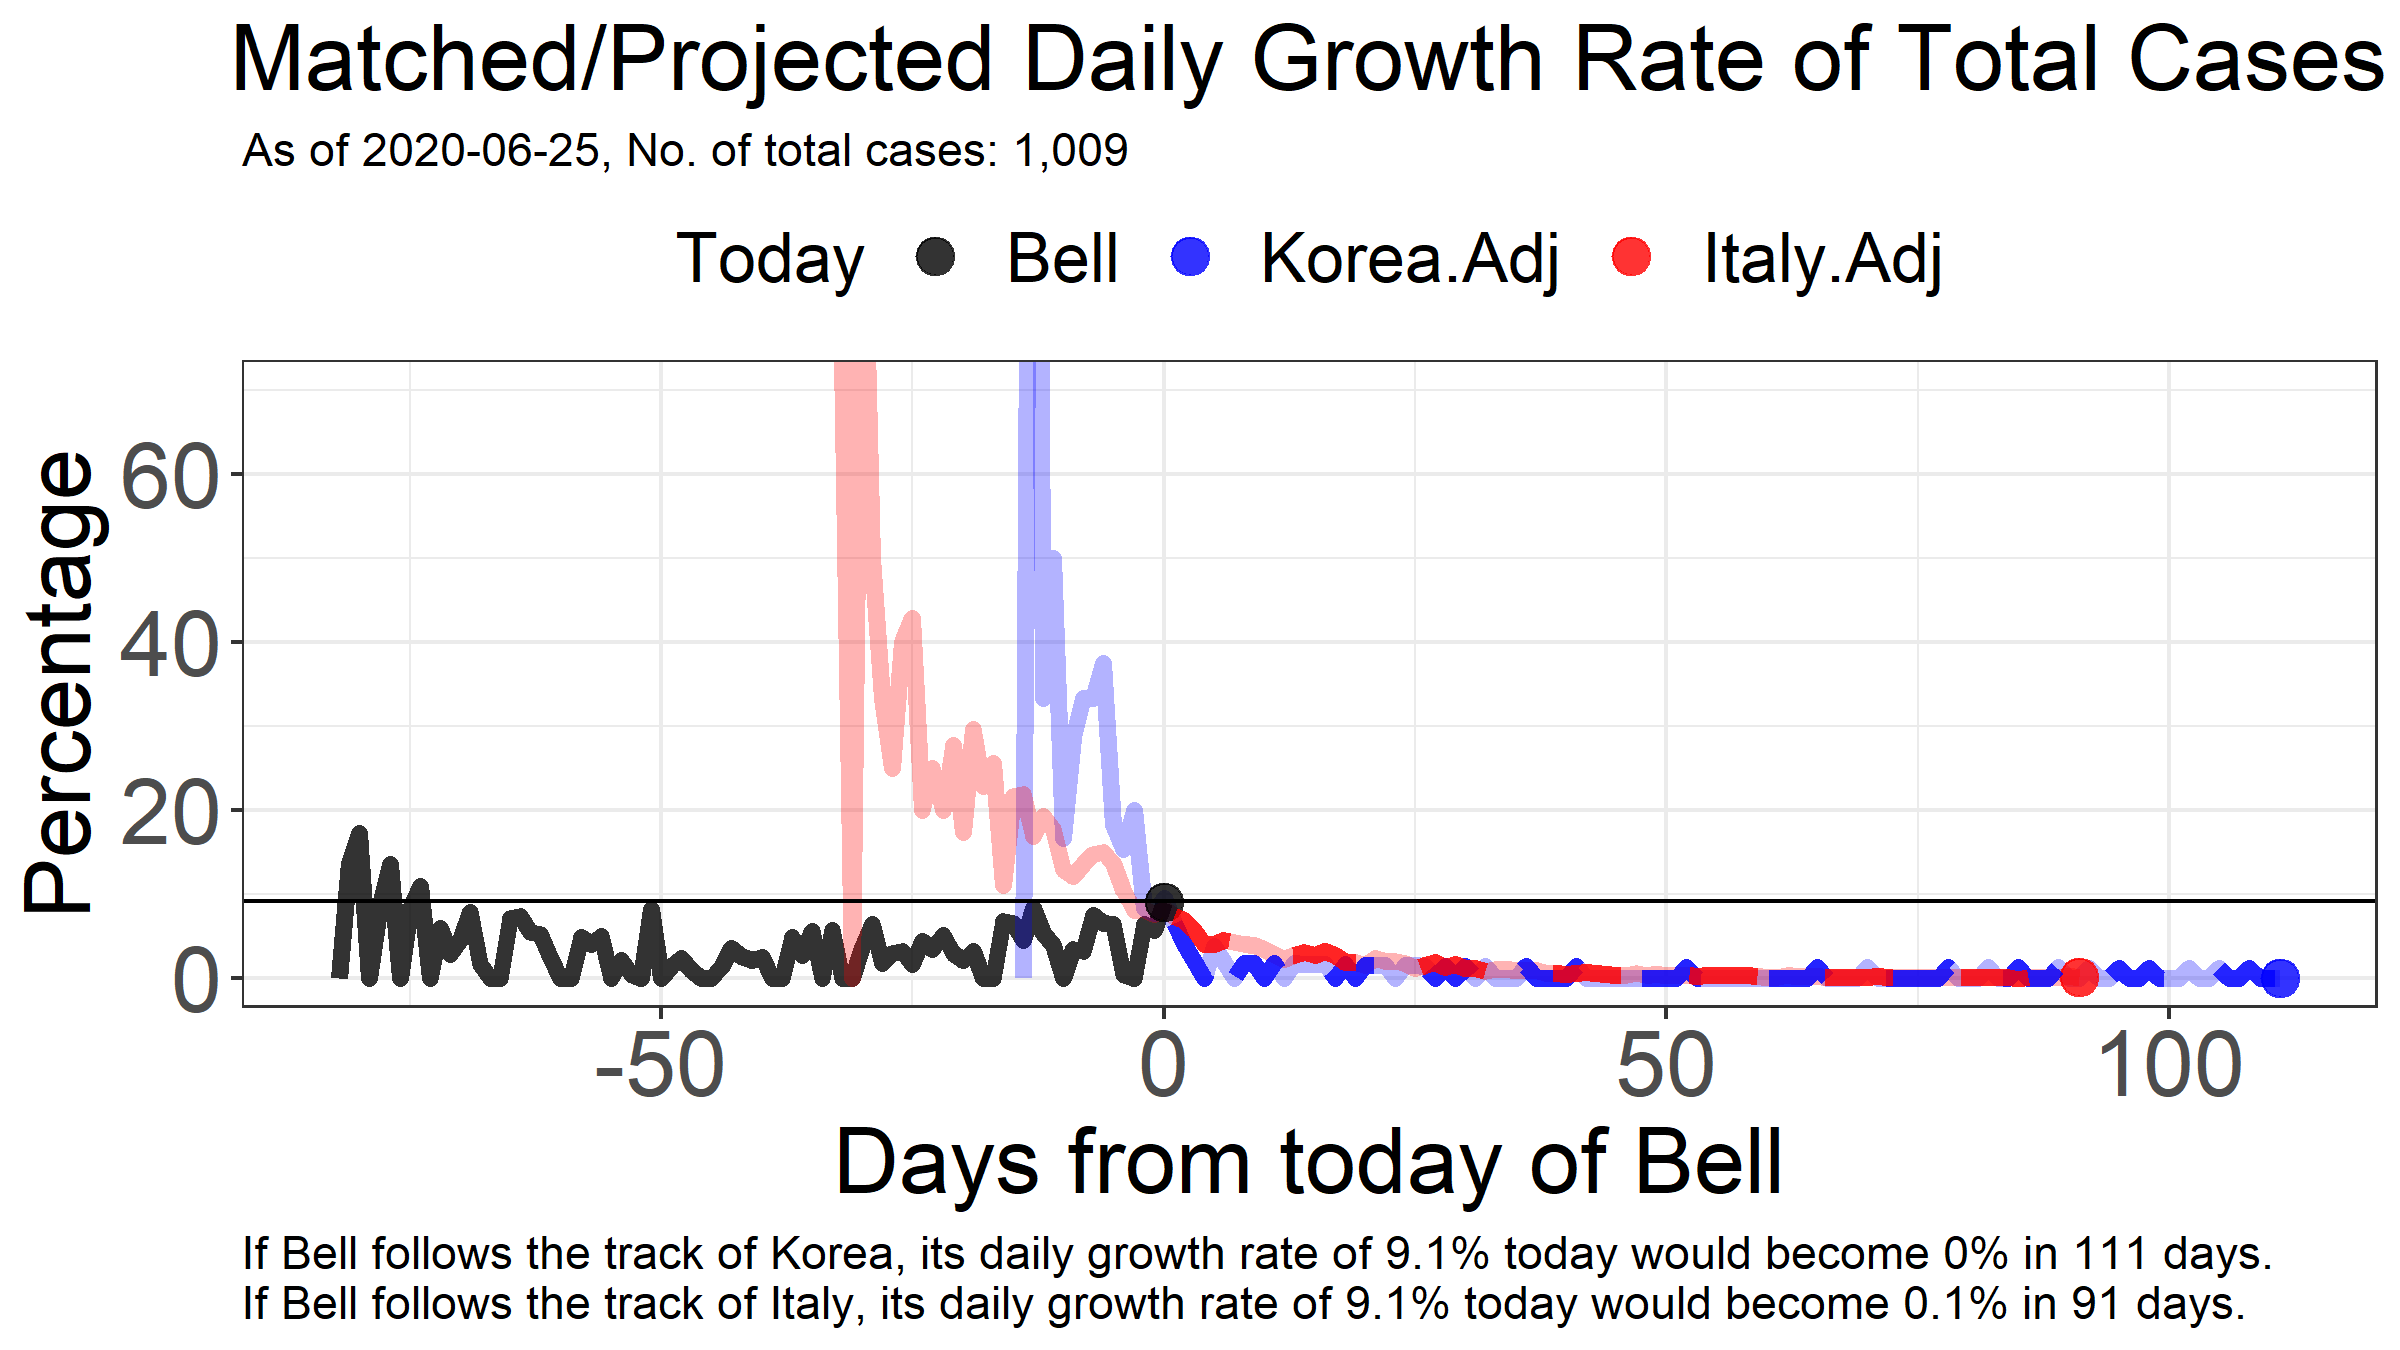 Matched/Projected Daily Growth Rate of Total Cases
As of 2020-06-25, No. of total cases: 1,009
Today Bell Korea.Adj Italy.Adj
Percentage
60
40
20
0
-50 0 50 100
Days from today of Bell
If Bell follows the track of Korea, its daily growth rate of 9.1% today would become 0% in 111 days.
If Bell follows the track of Italy, its daily growth rate of 9.1% today would become 0.1% in 91 days.